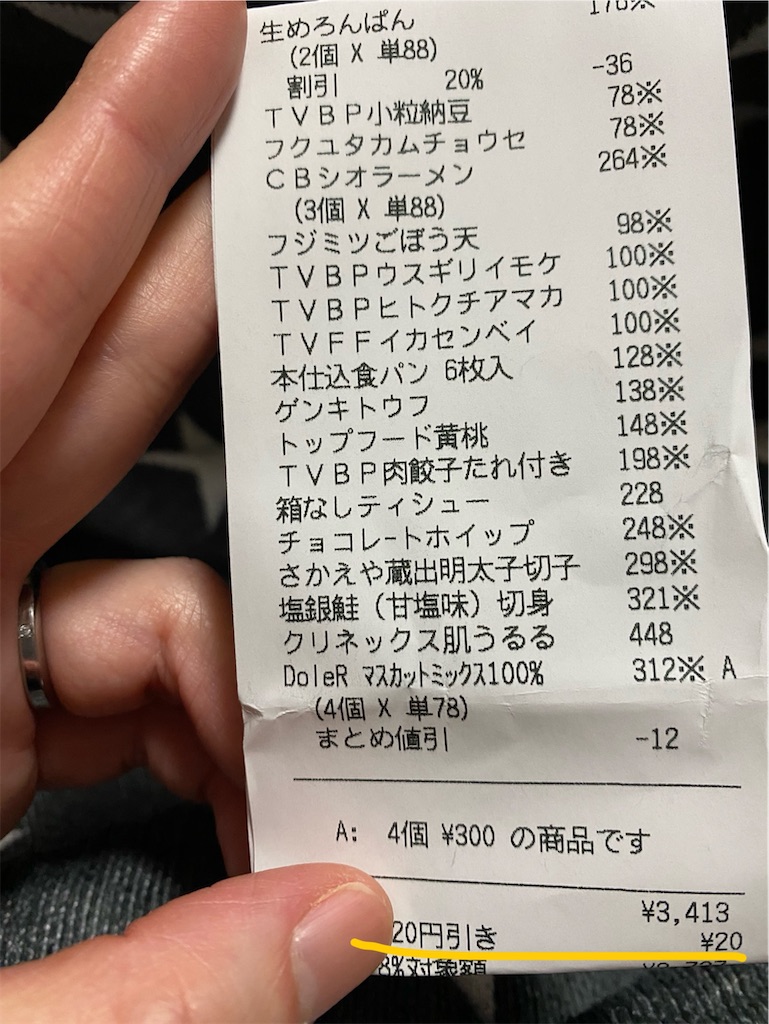 生めろんぱん 176※
(2個 X 単88)
割引 20% -36
TVBP小粒納豆 78※
フクユタカムチョウセ 78※
CBシオラーメン 264※
(3個 X 単88)
フジミツごぼう天 98※
TVBPウスギリイモケ 100※
TVBPヒトクチアマカ 100※
TVFFイカセンベイ 100※
本仕込食パン 6枚入 128※
ゲンキトウフ 138※
トップフード黄桃 148※
TVBP肉餃子たれ付き 198※
箱なしティシュー 228
チョコレートホイップ 248※
さかえや蔵出明太子切子 298※
塩銀鮭（甘塩味）切身 321※
クリネックス肌うるる 448
DoleR ﾏｽｶｯﾄﾐｯｸｽ100% 312※ A
(4個 X 単78)
まとめ値引 -12
A: 4個 ¥300 の商品です
¥3,413
20円引き ¥20
8%対象額